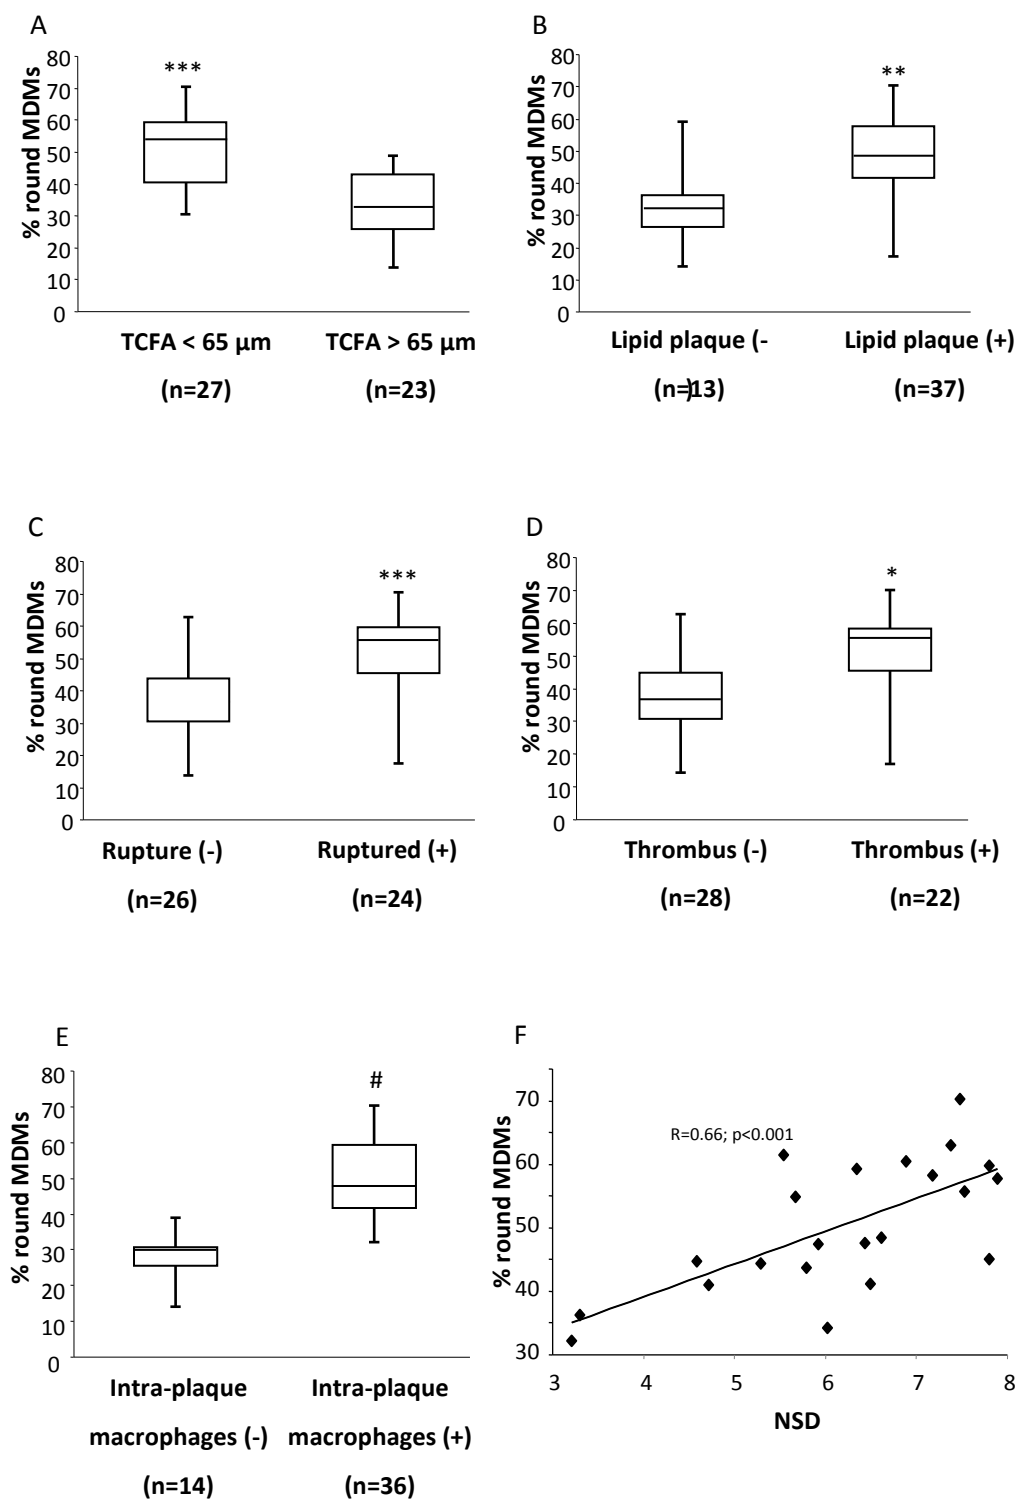 A
% round MDMs
80
70
60
50
40
30
20
10
0
***
TCFA < 65 µm
TCFA > 65 µm
(n=27)
(n=23)
B
% round MDMs
80
70
60
50
40
30
20
10
0
**
Lipid plaque (-
Lipid plaque (+)
(n=)13)
(n=37)
C
% round MDMs
80
70
60
50
40
30
20
10
0
***
Rupture (-)
Ruptured (+)
(n=26)
(n=24)
D
% round MDMs
80
70
60
50
40
30
20
10
0
*
Thrombus (-)
Thrombus (+)
(n=28)
(n=22)
E
% round MDMs
80
70
60
50
40
30
20
10
0
#
Intra-plaque
macrophages (-)
(n=14)
Intra-plaque
macrophages (+)
(n=36)
F
% round MDMs
70
60
50
40
30
R=0.66; p<0.001
3 4 5 6 7 8
NSD